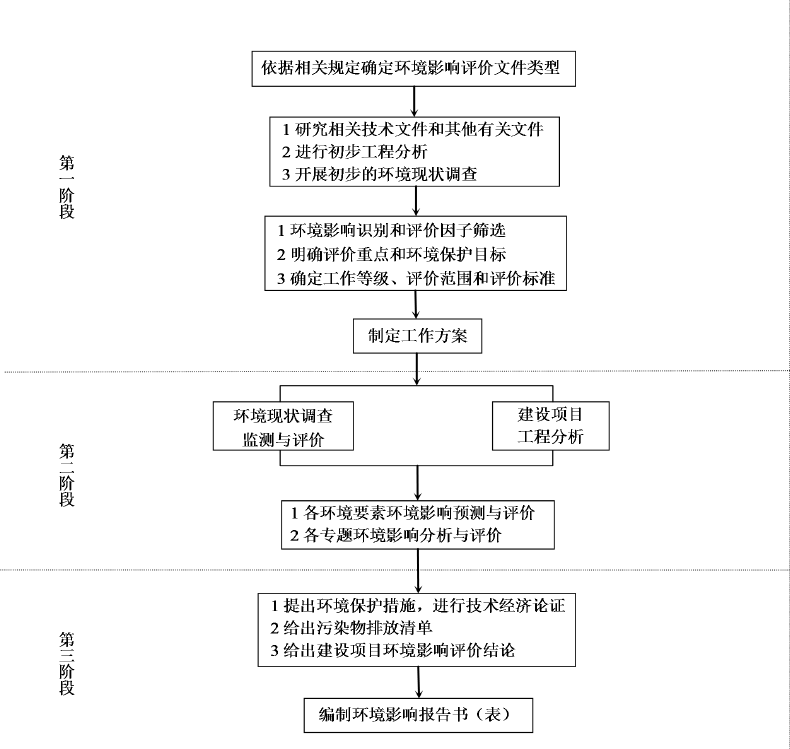 依据相关规定确定环境影响评价文件类型
1 研究相关技术文件和其他有关文件
2 进行初步工程分析
3 开展初步的环境现状调查
第一阶段
1 环境影响识别和评价因子筛选
2 明确评价重点和环境保护目标
3 确定工作等级、评价范围和评价标准
制定工作方案
环境现状调查
监测与评价
建设项目
工程分析
第二阶段
1 各环境要素环境影响预测与评价
2 各专题环境影响分析与评价
1 提出环境保护措施，进行技术经济论证
2 给出污染物排放清单
3 给出建设项目环境影响评价结论
第三阶段
编制环境影响报告书（表）